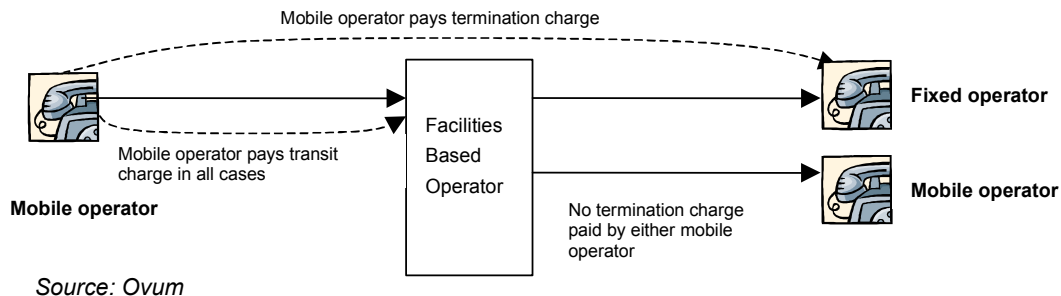 Mobile operator pays termination charge
Fixed operator
Facilities
Based
Operator
Mobile operator pays transit
charge in all cases
Mobile operator
Mobile operator
No termination charge
paid by either mobile
operator
Source: Ovum